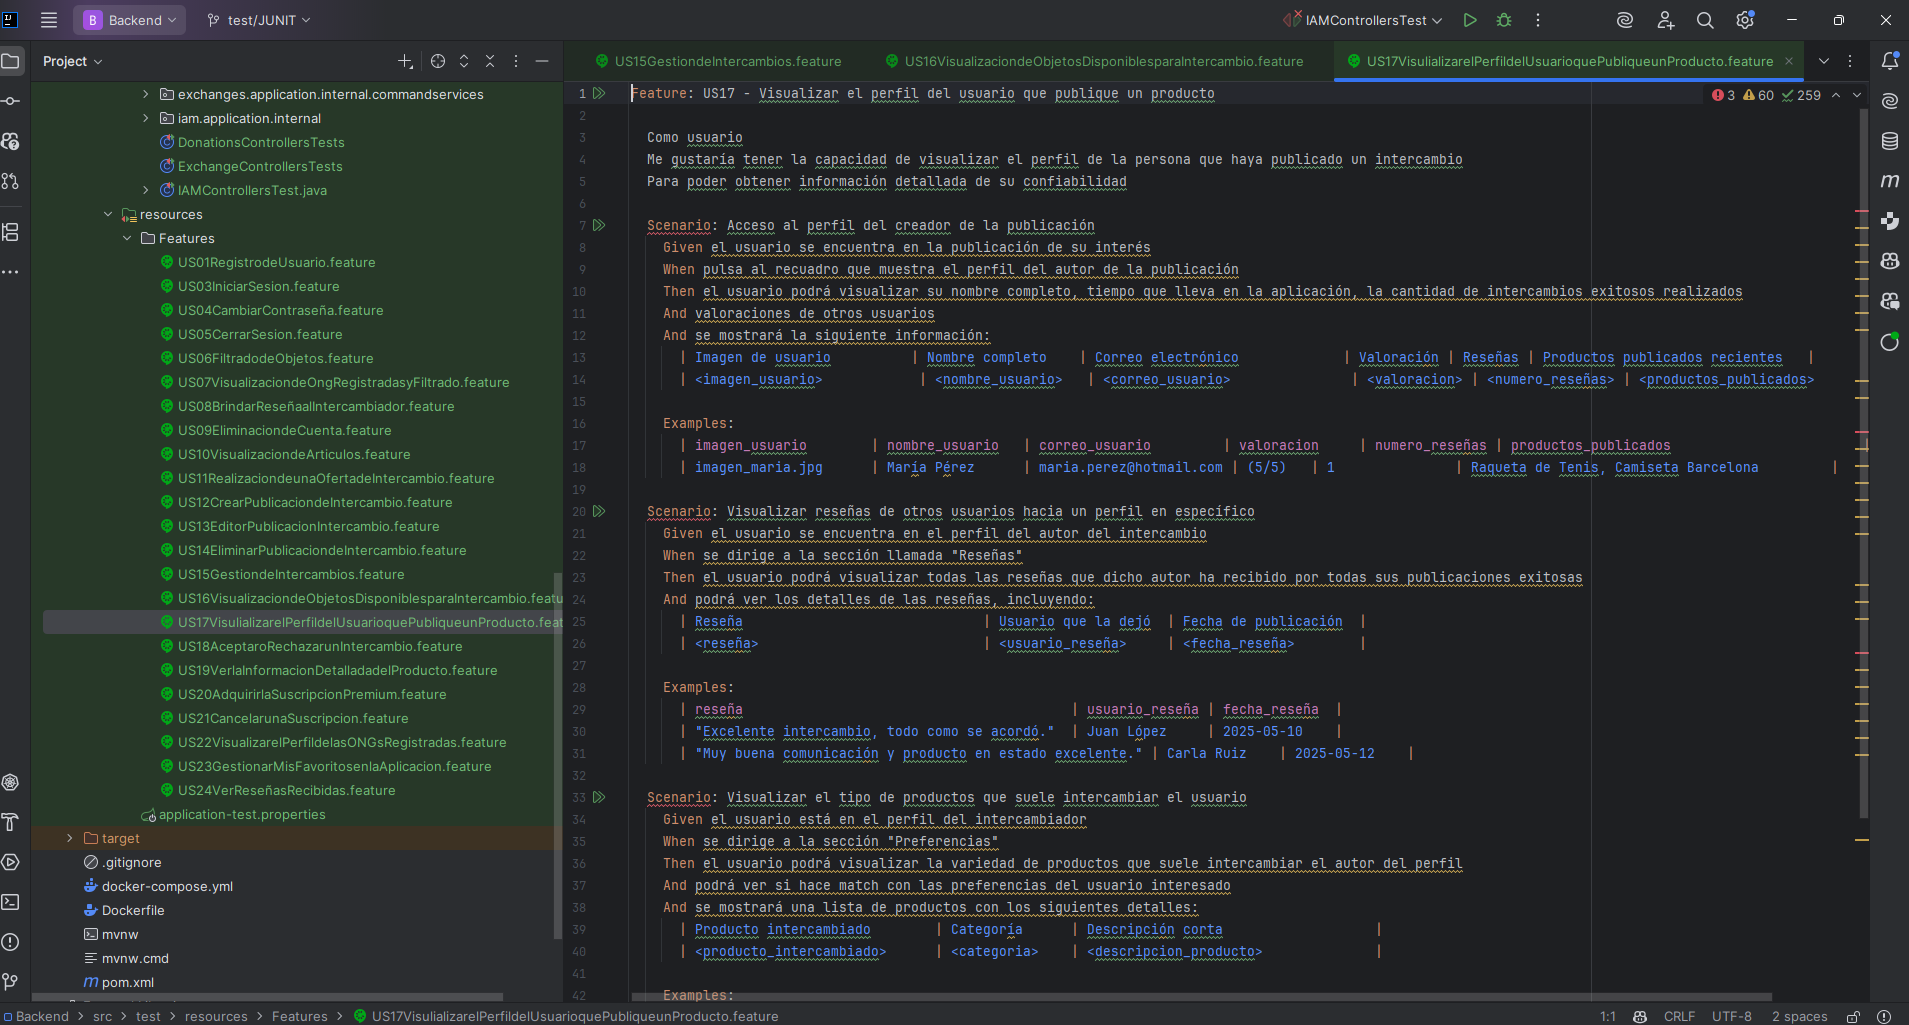 B Backend test/JUNIT IAMControllersTest
Project
exchanges.application.internal.commandservices
iam.application.internal
DonationsControllersTests
ExchangeControllersTests
IAMControllersTest.java
resources
Features
US01RegistrodeUsuario.feature
US03IniciarSesion.feature
US04CambiarContraseña.feature
US05CerrarSesion.feature
US06FiltradodeObjetos.feature
US07VisualizaciondeOngRegistradasyFiltrado.feature
US08BrindarReseñaalIntercambiador.feature
US09EliminaciondeCuenta.feature
US10VisualizaciondeArticulos.feature
US11RealizaciondeunaOfertadeIntercambio.feature
US12CrearPublicaciondeIntercambio.feature
US13EditorPublicacionIntercambio.feature
US14EliminarPublicaciondeIntercambio.feature
US15GestiondeIntercambios.feature
US16VisualizaciondeObjetosDisponiblesparaIntercambio.featu
US17VisulializarelPerfildelUsuarioquePubliqueunProducto.feat
US18AceptaroRechazarunIntercambio.feature
US19VerlaInformacionDetalladadelProducto.feature
US20AdquirirlaSuscripcionPremium.feature
US21CancelarunaSuscripcion.feature
US22VisualizarelPerfildelasONGsRegistradas.feature
US23GestionarMisFavoritosenlaAplicacion.feature
US24VerReseñasRecibidas.feature
application-test.properties
target
.gitignore
docker-compose.yml
Dockerfile
mvnw
mvnw.cmd
pom.xml
US15GestiondeIntercambios.feature US16VisualizaciondeObjetosDisponiblesparaIntercambio.feature US17VisulializarelPerfildelUsuarioquePubliqueunProducto.feature
3 60 259
1 Feature: US17 - Visualizar el perfil del usuario que publique un producto
2
3 Como usuario
4 Me gustaría tener la capacidad de visualizar el perfil de la persona que haya publicado un intercambio
5 Para poder obtener información detallada de su confiabilidad
6
7 Scenario: Acceso al perfil del creador de la publicación
8 Given el usuario se encuentra en la publicación de su interés
9 When pulsa al recuadro que muestra el perfil del autor de la publicación
10 Then el usuario podrá visualizar su nombre completo, tiempo que lleva en la aplicación, la cantidad de intercambios exitosos realizados
11 And valoraciones de otros usuarios
12 And se mostrará la siguiente información:
13 | Imagen de usuario | Nombre completo | Correo electrónico | Valoración | Reseñas | Productos publicados recientes |
14 | <imagen_usuario> | <nombre_usuario> | <correo_usuario> | <valoracion> | <numero_reseñas> | <productos_publicados>
15
16 Examples:
17 | imagen_usuario | nombre_usuario | correo_usuario | valoracion | numero_reseñas | productos_publicados |
18 | imagen_maria.jpg | María Pérez | maria.perez@hotmail.com | (5/5) | 1 | Raqueta de Tenis, Camiseta Barcelona |
19
20 Scenario: Visualizar reseñas de otros usuarios hacia un perfil en específico
21 Given el usuario se encuentra en el perfil del autor del intercambio
22 When se dirige a la sección llamada "Reseñas"
23 Then el usuario podrá visualizar todas las reseñas que dicho autor ha recibido por todas sus publicaciones exitosas
24 And podrá ver los detalles de las reseñas, incluyendo:
25 | Reseña | Usuario que la dejó | Fecha de publicación |
26 | <reseña> | <usuario_reseña> | <fecha_reseña> |
27
28 Examples:
29 | reseña | usuario_reseña | fecha_reseña |
30 | "Excelente intercambio, todo como se acordó." | Juan López | 2025-05-10 |
31 | "Muy buena comunicación y producto en estado excelente." | Carla Ruiz | 2025-05-12 |
32
33 Scenario: Visualizar el tipo de productos que suele intercambiar el usuario
34 Given el usuario está en el perfil del intercambiador
35 When se dirige a la sección "Preferencias"
36 Then el usuario podrá visualizar la variedad de productos que suele intercambiar el autor del perfil
37 And podrá ver si hace match con las preferencias del usuario interesado
38 And se mostrará una lista de productos con los siguientes detalles:
39 | Producto intercambiado | Categoría | Descripción corta |
40 | <producto_intercambiado> | <categoria> | <descripcion_producto> |
41
42 Examples:
Backend > src > test > resources > Features > US17VisulializarelPerfildelUsuarioquePubliqueunProducto.feature 1:1 CRLF UTF-8 2 spaces